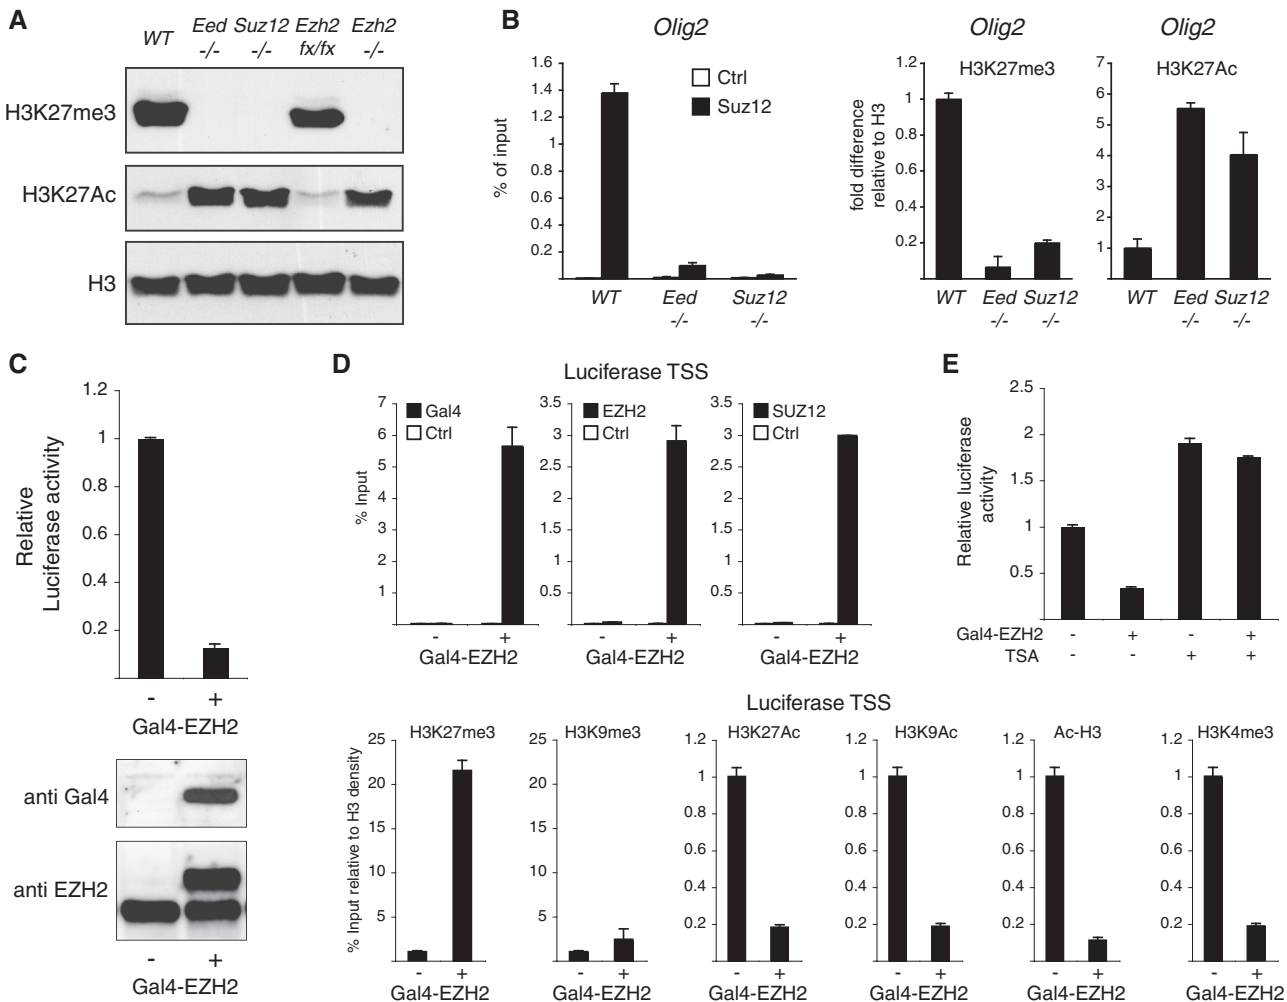 A
WT
Eed -/-
Suz12 -/-
Ezh2 fx/fx
Ezh2 -/-
H3K27me3
H3K27Ac
H3
B
Olig2
1.6
1.4
1.2
1
0.8
0.6
0.4
0.2
% of input
Ctrl
Suz12
WT
Eed -/-
Suz12 -/-
Olig2
H3K27me3
1.2
1
0.8
0.6
0.4
0.2
fold difference
relative to H3
WT
Eed -/-
Suz12 -/-
Olig2
H3K27Ac
7
6
5
4
3
2
1
WT
Eed -/-
Suz12 -/-
C
1.2
1
0.8
0.6
0.4
0.2
Relative
Luciferase activity
- +
Gal4-EZH2
anti Gal4
anti EZH2
- +
Gal4-EZH2
D
Luciferase TSS
7
6
5
4
3
2
1
% Input
Gal4
Ctrl
- +
Gal4-EZH2
3.5
3
2.5
2
1.5
1
0.5
EZH2
Ctrl
- +
Gal4-EZH2
3.5
3
2.5
2
1.5
1
0.5
SUZ12
Ctrl
- +
Gal4-EZH2
E
2.5
2
1.5
1
0.5
Relative luciferase
activity
Gal4-EZH2 - + - +
TSA - - + +
Luciferase TSS
H3K27me3
25
20
15
10
5
% Input relative to H3 density
- +
Gal4-EZH2
H3K9me3
25
20
15
10
5
- +
Gal4-EZH2
H3K27Ac
1.2
1
0.8
0.6
0.4
0.2
- +
Gal4-EZH2
H3K9Ac
1.2
1
0.8
0.6
0.4
0.2
- +
Gal4-EZH2
Ac-H3
1.2
1
0.8
0.6
0.4
0.2
- +
Gal4-EZH2
H3K4me3
1.2
1
0.8
0.6
0.4
0.2
- +
Gal4-EZH2